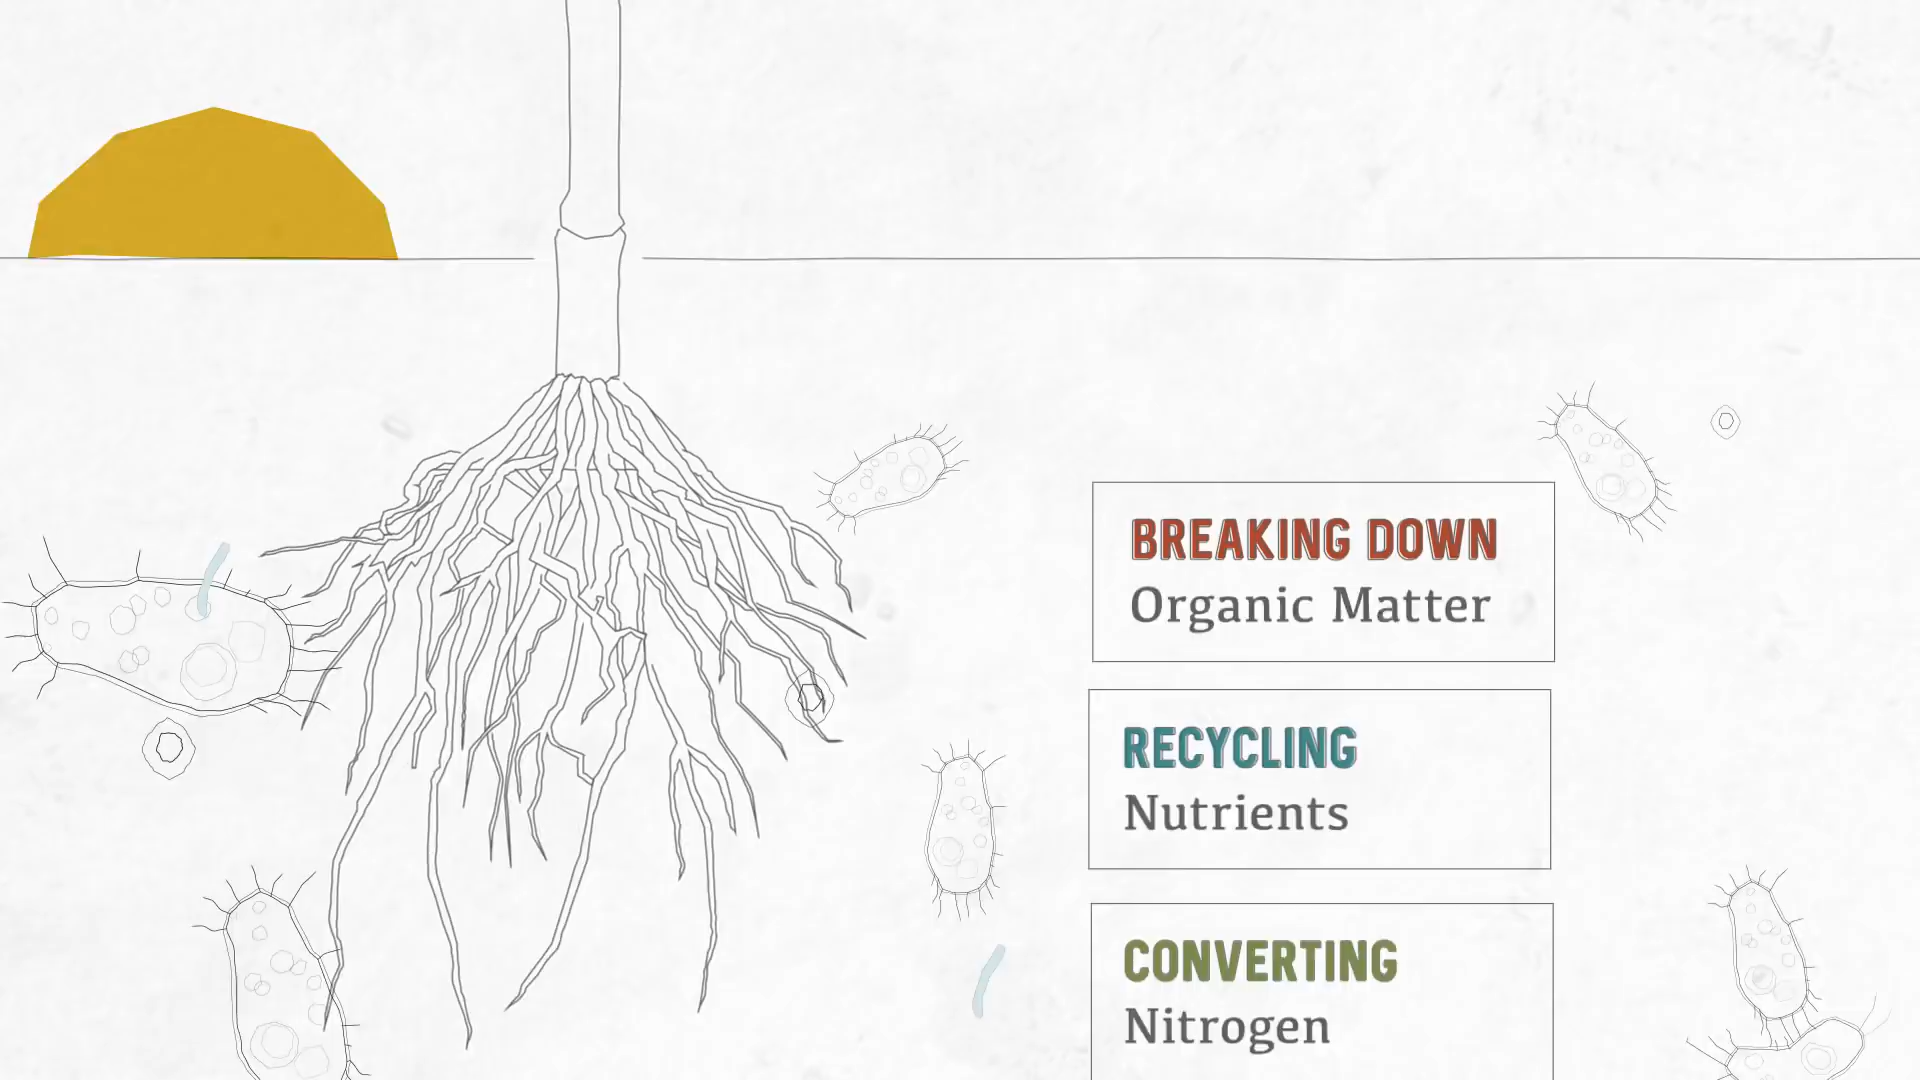 BREAKING DOWN
Organic Matter
RECYCLING
Nutrients
CONVERTING
Nitrogen